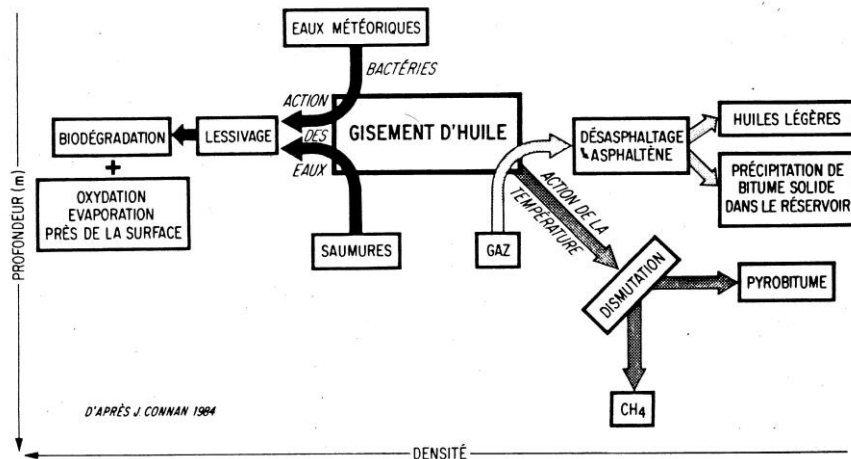 EAUX MÉTÉORIQUES
BACTÉRIES
ACTION
DES
EAUX
GISEMENT D'HUILE
BIODÉGRADATION
LESSIVAGE
+
OXYDATION
EVAPORATION
PRÈS DE LA SURFACE
SAUMURES
GAZ
DÉSASPHALTAGE
ASPHALTÈNE
HUILES LÉGÈRES
PRÉCIPITATION DE
BITUME SOLIDE
DANS LE RÉSERVOIR
ACTION DE LA
TEMPÉRATURE
DISMUTATION
PYROBITUME
CH4
PROFONDEUR (m)
D'APRÈS J. CONNAN 1984
DENSITÉ